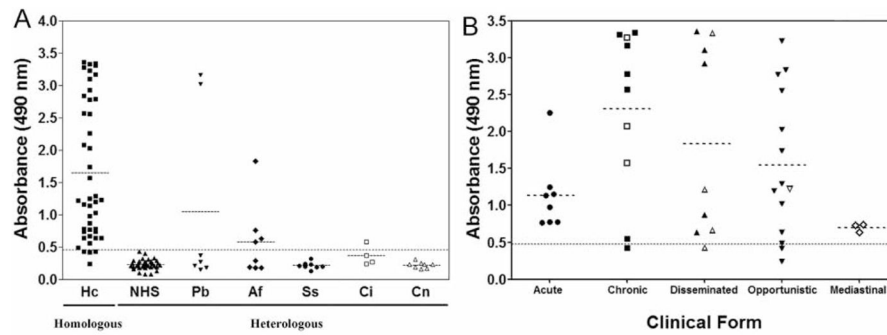 A
Absorbance (490 nm)
4.0
3.5
3.0
2.5
2.0
1.5
1.0
0.5
0.0
Hc NHS Pb Af Ss Ci Cn
Homologous Heterologous
B
Absorbance (490 nm)
3.5
3.0
2.5
2.0
1.5
1.0
0.5
0.0
Acute Chronic Disseminated Opportunistic Mediastinal
Clinical Form